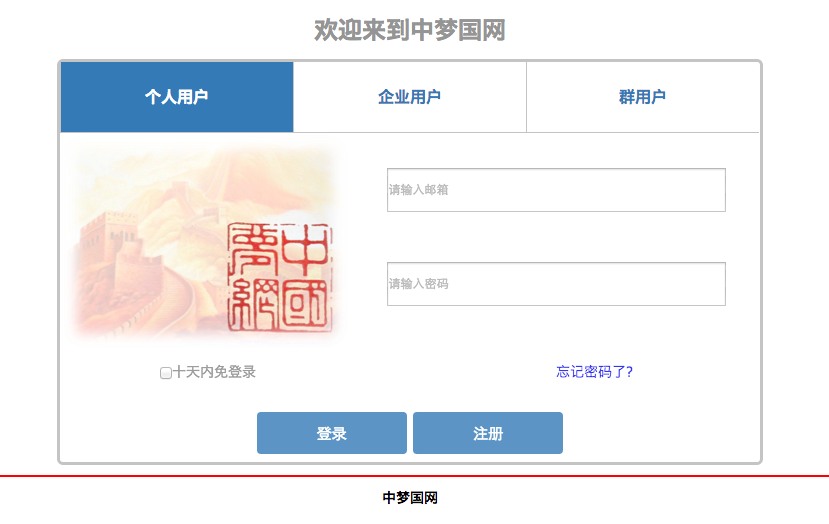 欢迎来到中梦国网
个人用户
企业用户
群用户
请输入邮箱
中國
夢網
请输入密码
十天内免登录
忘记密码了?
登录
注册
中梦国网